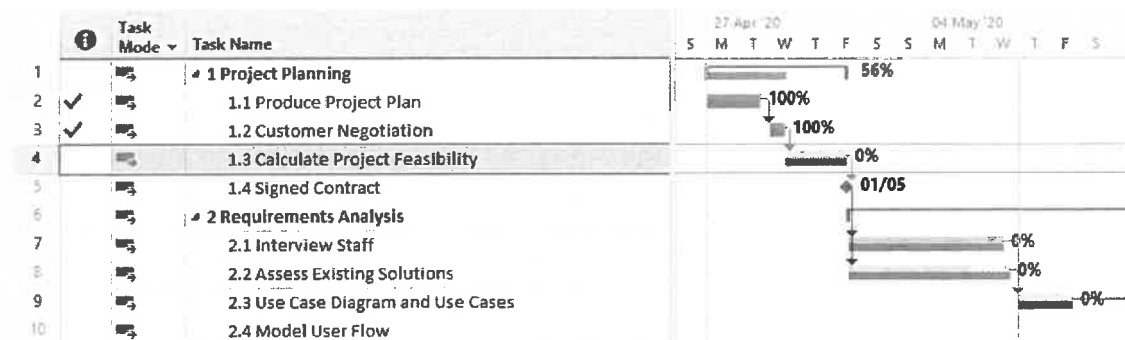 27 Apr '20 04 May '20
Task Mode Task Name S M T W T F S S M T W T F S
1 1 Project Planning 56%
2 1.1 Produce Project Plan 100%
3 1.2 Customer Negotiation 100%
4 1.3 Calculate Project Feasibility 0%
5 1.4 Signed Contract 01/05
6 2 Requirements Analysis
7 2.1 Interview Staff 0%
8 2.2 Assess Existing Solutions 0%
9 2.3 Use Case Diagram and Use Cases 0%
10 2.4 Model User Flow